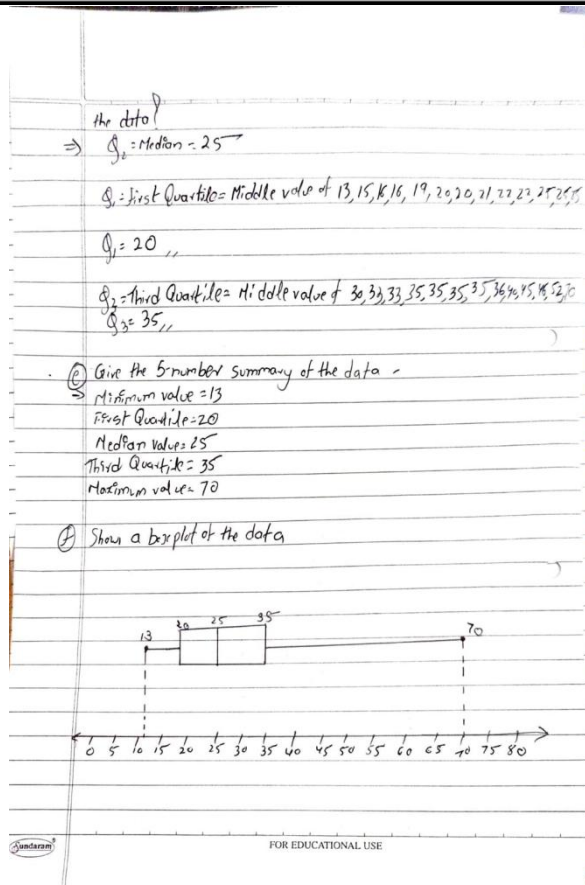 the data?
⇒ Q₂ = Median = 25
Q₁ = First Quartile = Middle value of 13, 15, 16, 16, 19, 20, 20, 21, 22, 22, 25, 25, 25
Q₁ = 20 ,,
Q₃ = Third Quartile = Middle value of 30, 33, 33, 35, 35, 35, 35, 36, 40, 45, 46, 52, 70
Q₃ = 35,,
(e) Give the 5-number summary of the data -
⇒ Minimum value = 13
First Quartile = 20
Median value = 25
Third Quartile = 35
Maximum value = 70
(f) Show a boxplot of the data
13 20 25 35 70
0 5 10 15 20 25 30 35 40 45 50 55 60 65 70 75 80
Sundaram
FOR EDUCATIONAL USE